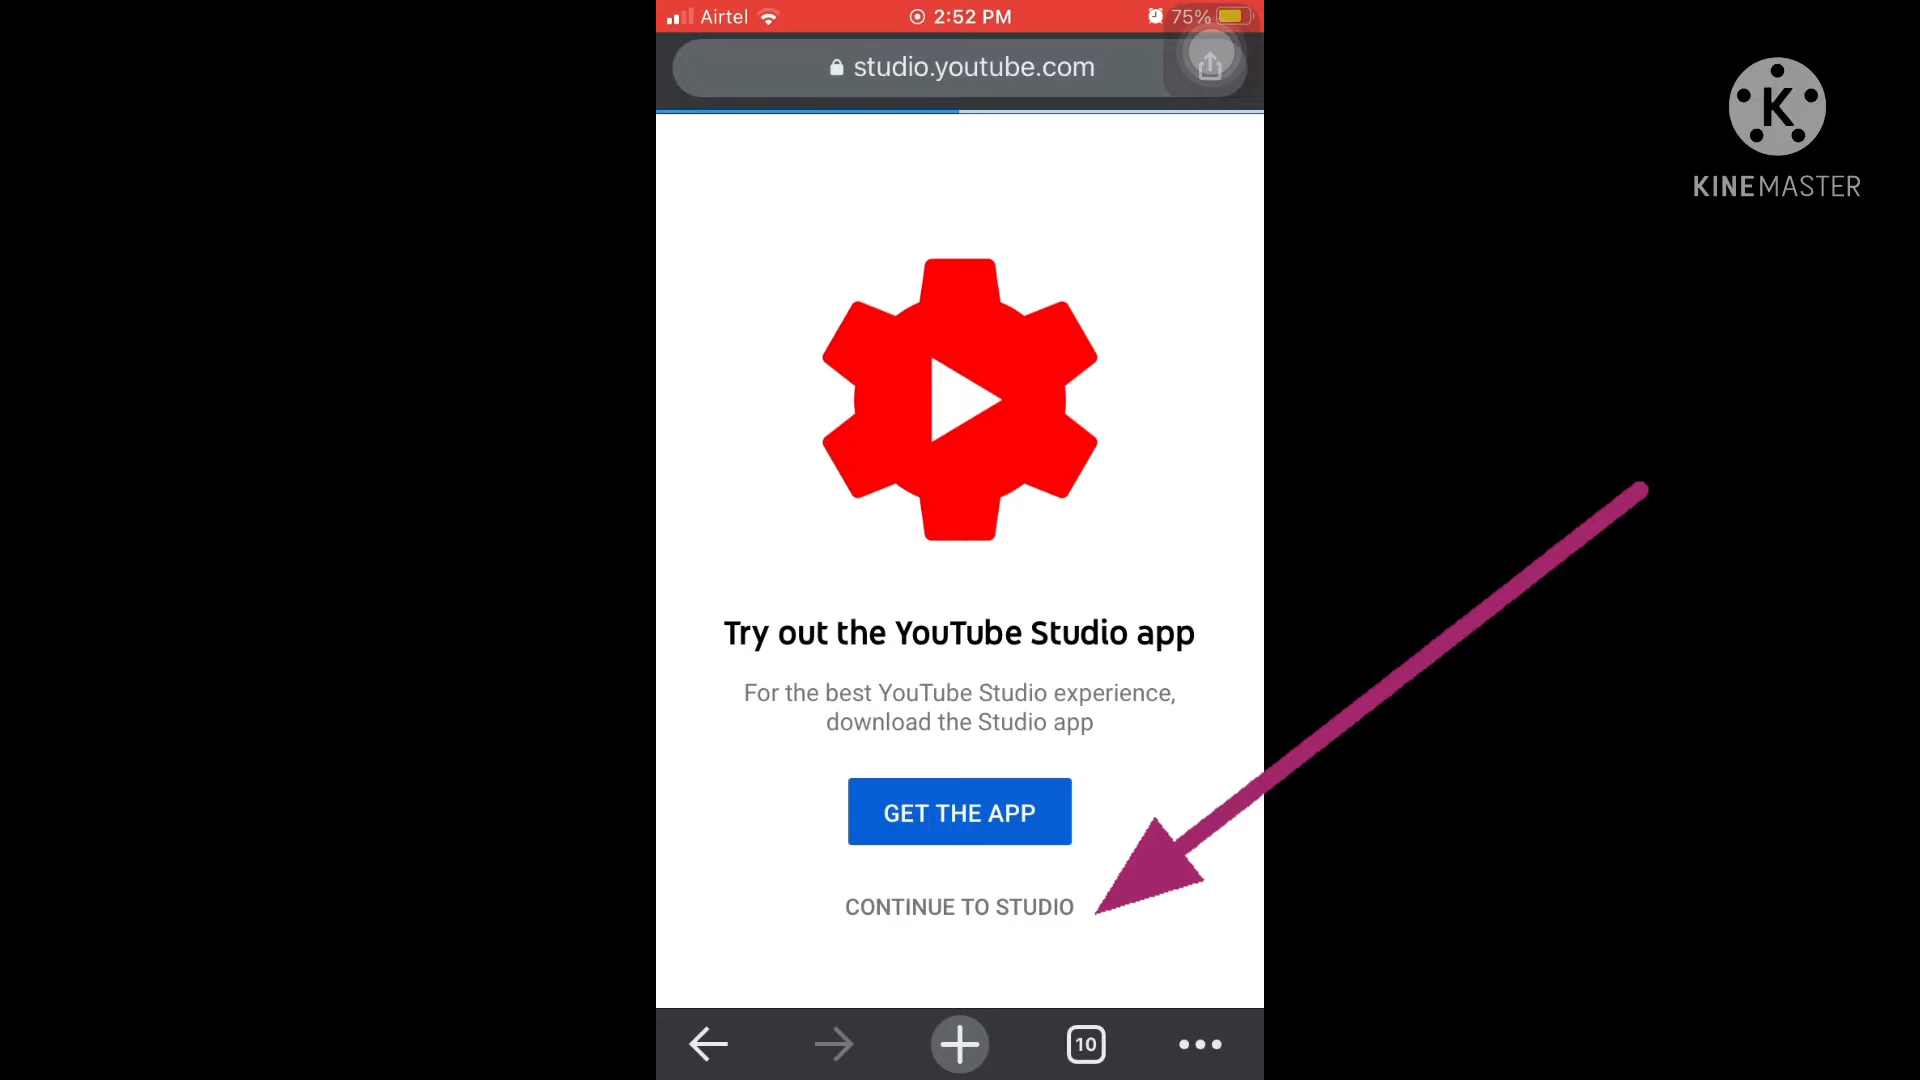 Airtel
2:52 PM
75%
studio.youtube.com
K
KINEMASTER
Try out the YouTube Studio app
For the best YouTube Studio experience,
download the Studio app
GET THE APP
CONTINUE TO STUDIO
10